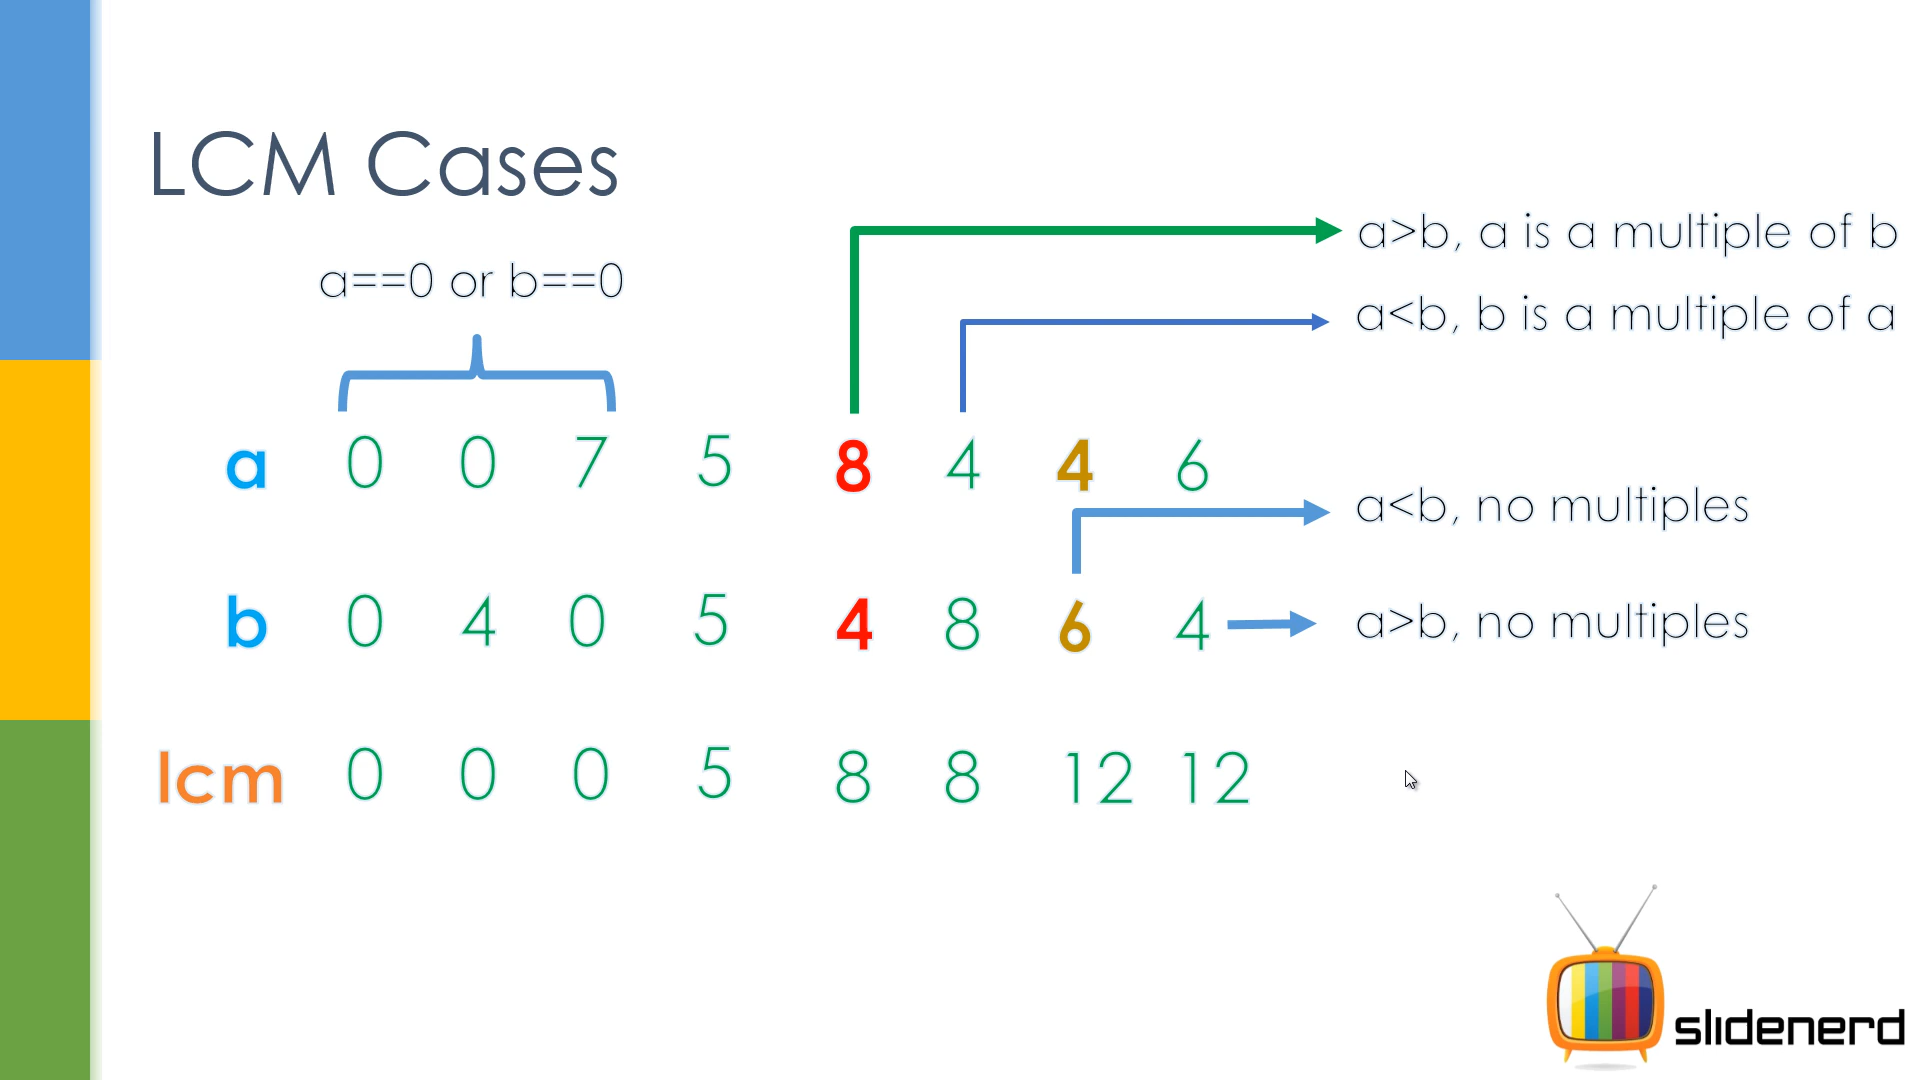 LCM Cases
a==0 or b==0
a>b, a is a multiple of b
a<b, b is a multiple of a
a 0 0 7 5 8 4 4 6
a<b, no multiples
b 0 4 0 5 4 8 6 4
a>b, no multiples
lcm 0 0 0 5 8 8 12 12
slidenerd